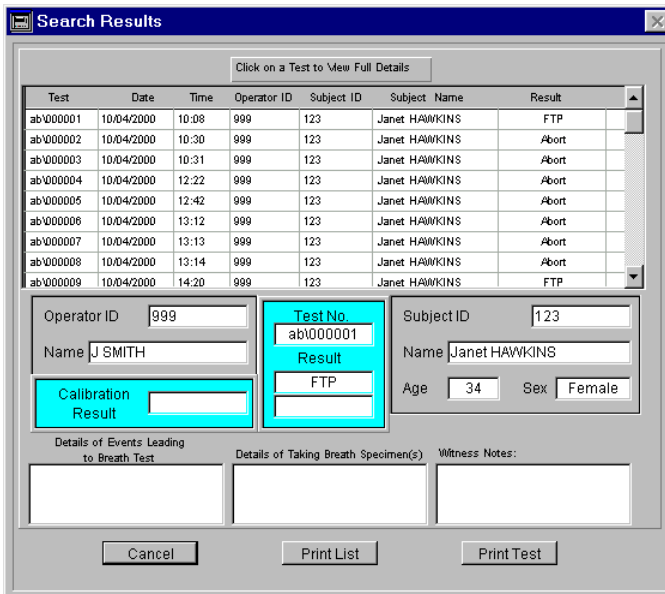 Search Results
Click on a Test to View Full Details
Test Date Time Operator ID Subject ID Subject Name Result
ab\000001 10/04/2000 10:08 999 123 Janet HAWKINS FTP
ab\000002 10/04/2000 10:30 999 123 Janet HAWKINS Abort
ab\000003 10/04/2000 10:31 999 123 Janet HAWKINS Abort
ab\000004 10/04/2000 12:22 999 123 Janet HAWKINS Abort
ab\000005 10/04/2000 12:42 999 123 Janet HAWKINS Abort
ab\000006 10/04/2000 13:12 999 123 Janet HAWKINS Abort
ab\000007 10/04/2000 13:13 999 123 Janet HAWKINS Abort
ab\000008 10/04/2000 13:14 999 123 Janet HAWKINS Abort
ab\000009 10/04/2000 14:20 999 123 Janet HAWKINS FTP
Operator ID 999
Name J SMITH
Calibration
Result
Test No.
ab\000001
Result
FTP
Subject ID 123
Name Janet HAWKINS
Age 34 Sex Female
Details of Events Leading
to Breath Test
Details of Taking Breath Specimen(s)
Witness Notes:
Cancel Print List Print Test